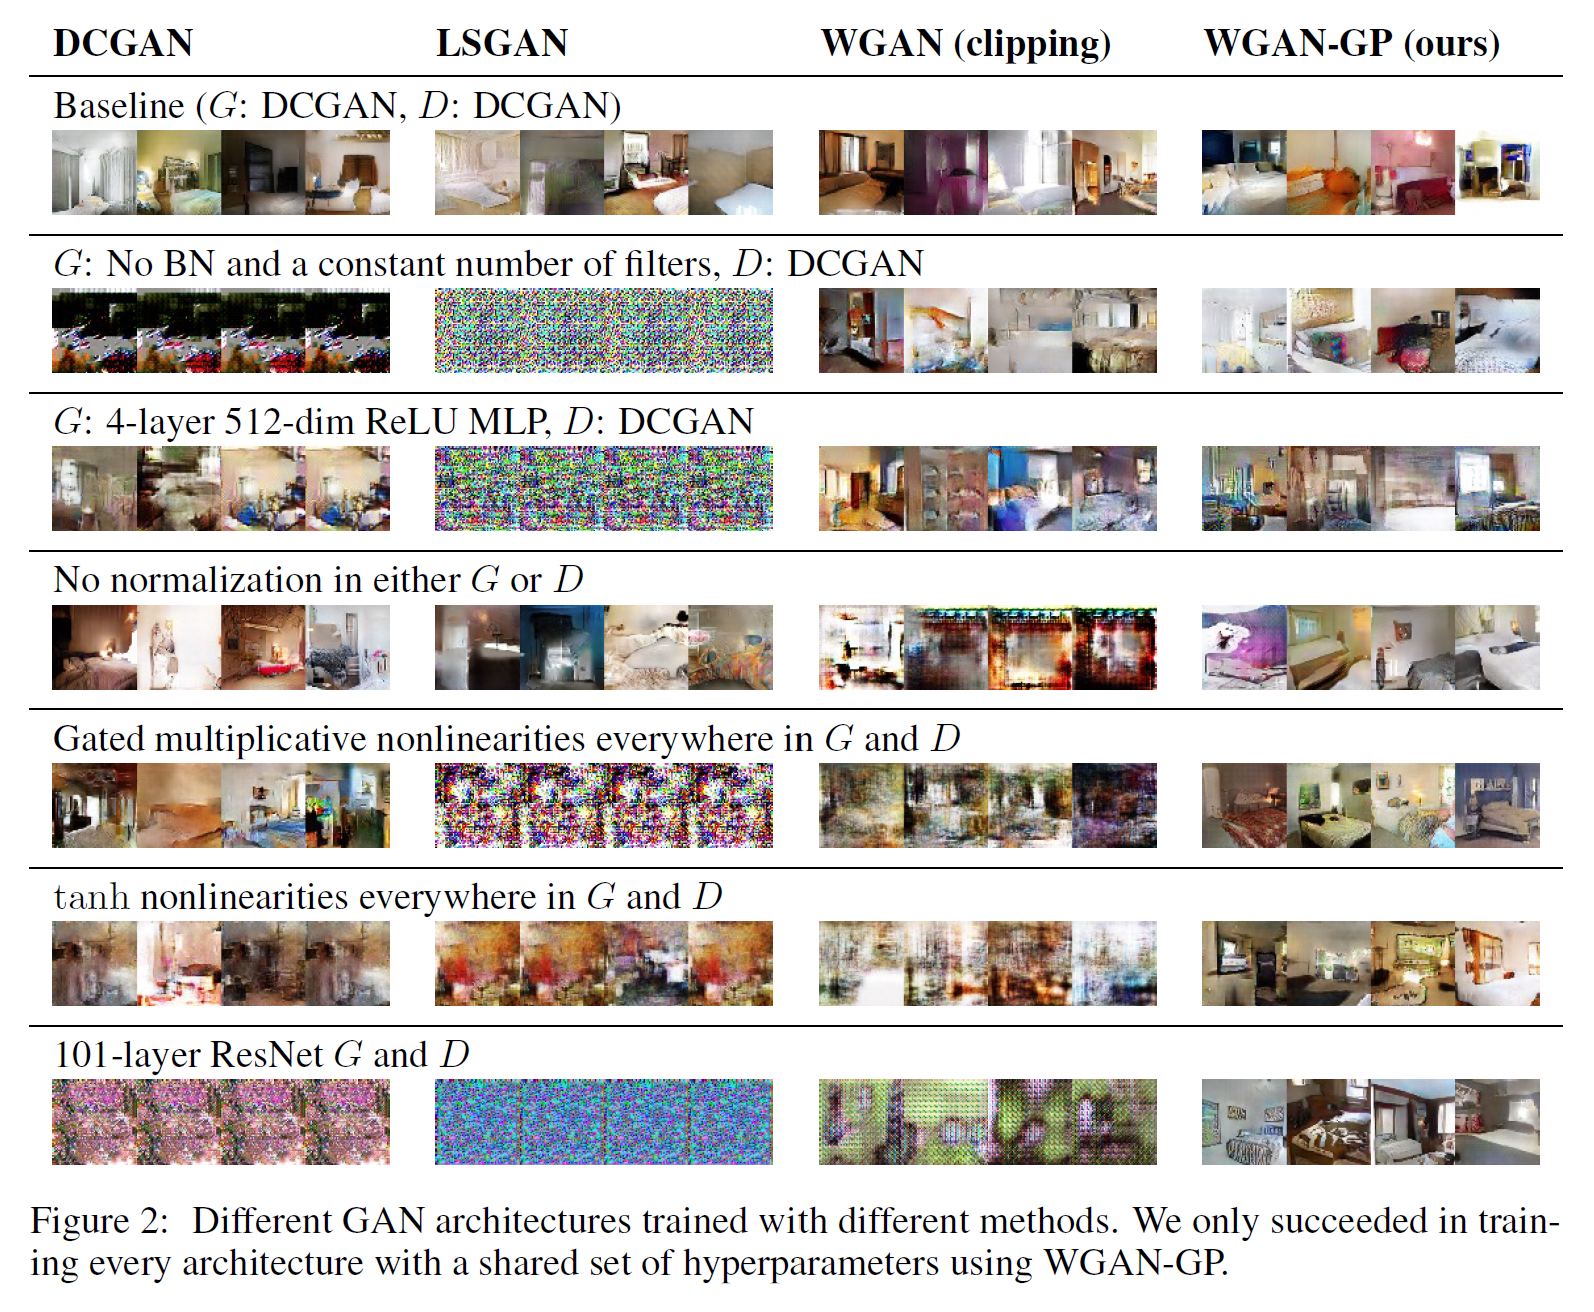 DCGAN LSGAN WGAN (clipping) WGAN-GP (ours)
Baseline (G: DCGAN, D: DCGAN)
G: No BN and a constant number of filters, D: DCGAN
G: 4-layer 512-dim ReLU MLP, D: DCGAN
No normalization in either G or D
Gated multiplicative nonlinearities everywhere in G and D
tanh nonlinearities everywhere in G and D
101-layer ResNet G and D
Figure 2: Different GAN architectures trained with different methods. We only succeeded in train-
ing every architecture with a shared set of hyperparameters using WGAN-GP.